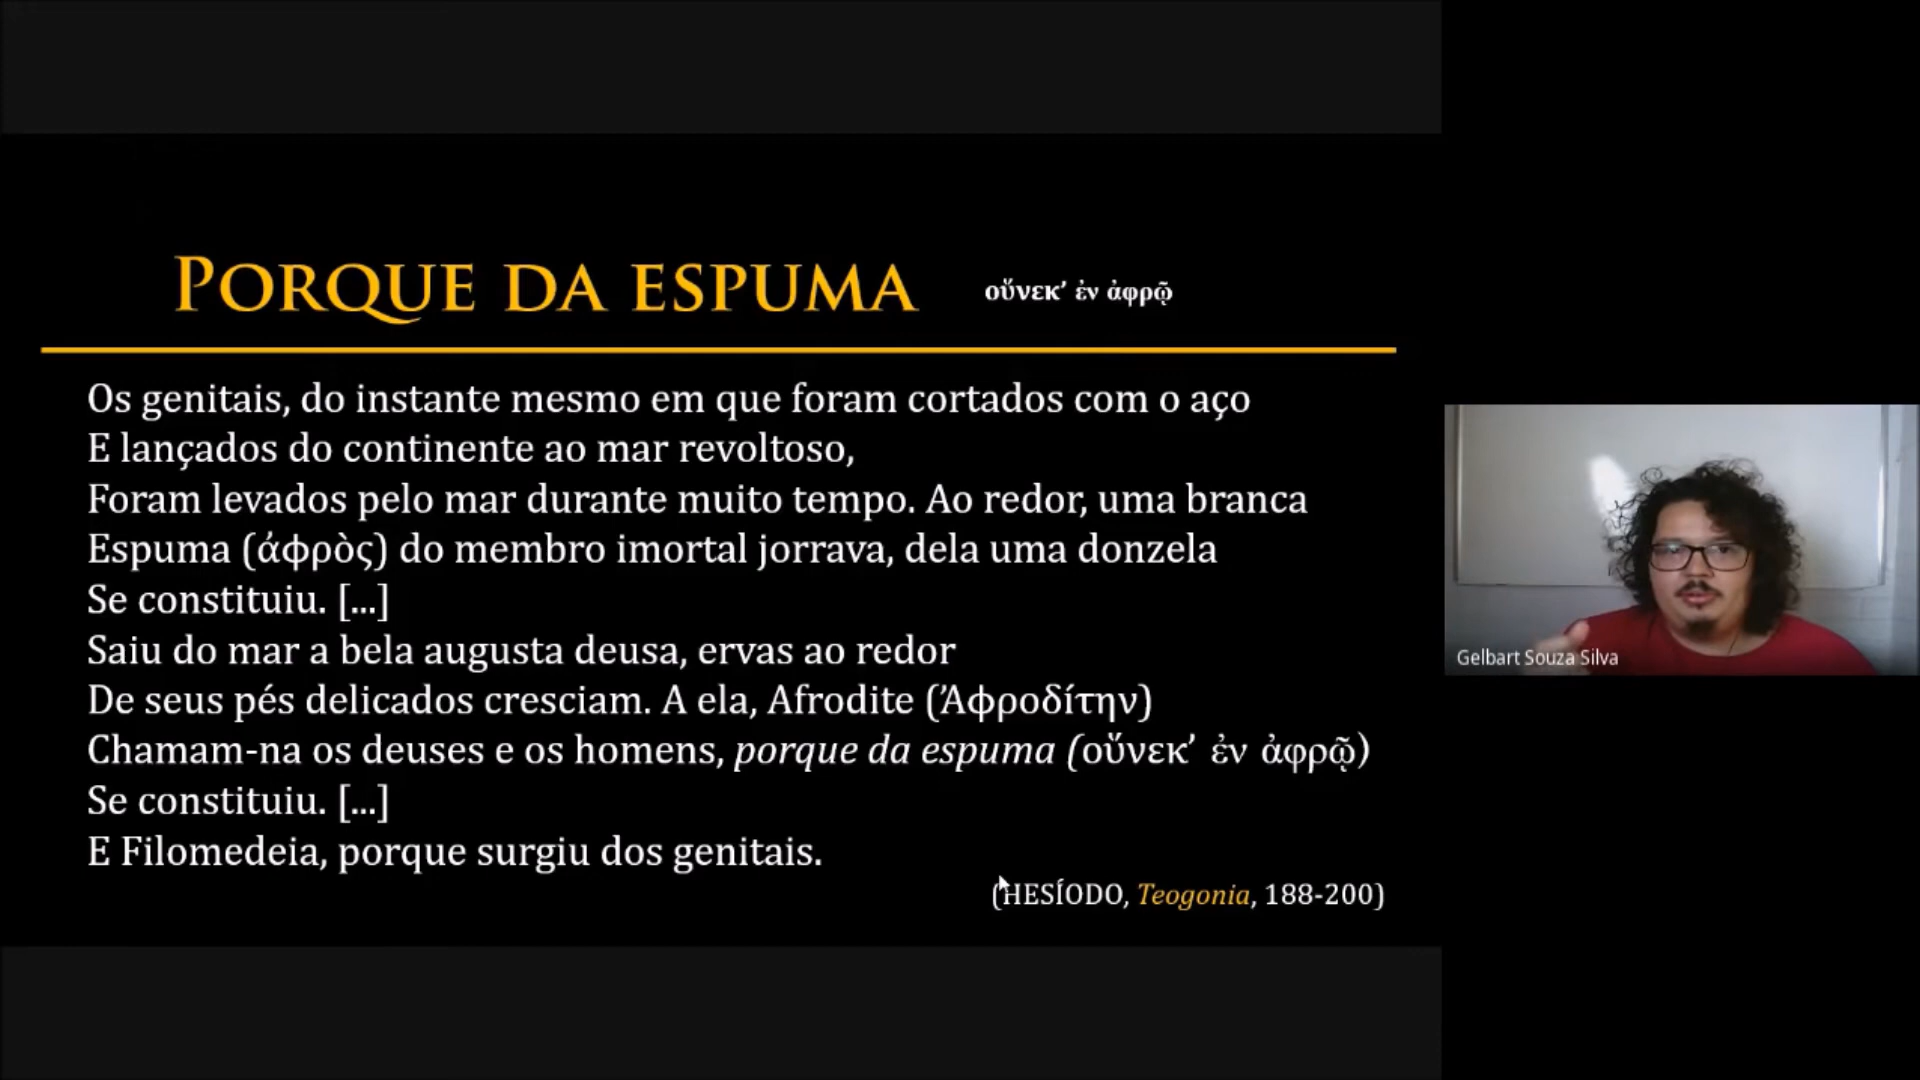 PORQUE DA ESPUMA οὕνεκ’ ἐν ἀφρῷ
Os genitais, do instante mesmo em que foram cortados com o aço
E lançados do continente ao mar revoltoso,
Foram levados pelo mar durante muito tempo. Ao redor, uma branca
Espuma (ἀφρὸς) do membro imortal jorrava, dela uma donzela
Se constituiu. [...]
Saiu do mar a bela augusta deusa, ervas ao redor
De seus pés delicados cresciam. A ela, Afrodite (Ἀφροδίτην)
Chamam-na os deuses e os homens, porque da espuma (οὕνεκ’ ἐν ἀφρῷ)
Se constituiu. [...]
E Filomedeia, porque surgiu dos genitais.
(HESÍODO, Teogonia, 188-200)
Gelbart Souza Silva